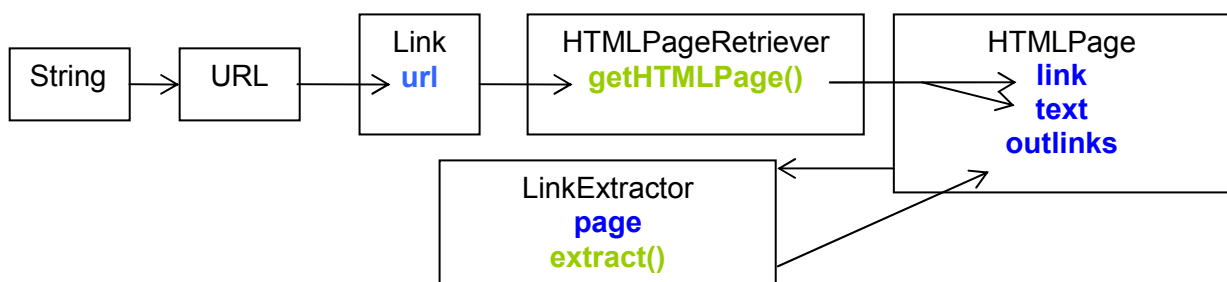 String
URL
Link
url
HTMLPageRetriever
getHTMLPage()
HTMLPage
link
text
outlinks
LinkExtractor
page
extract()